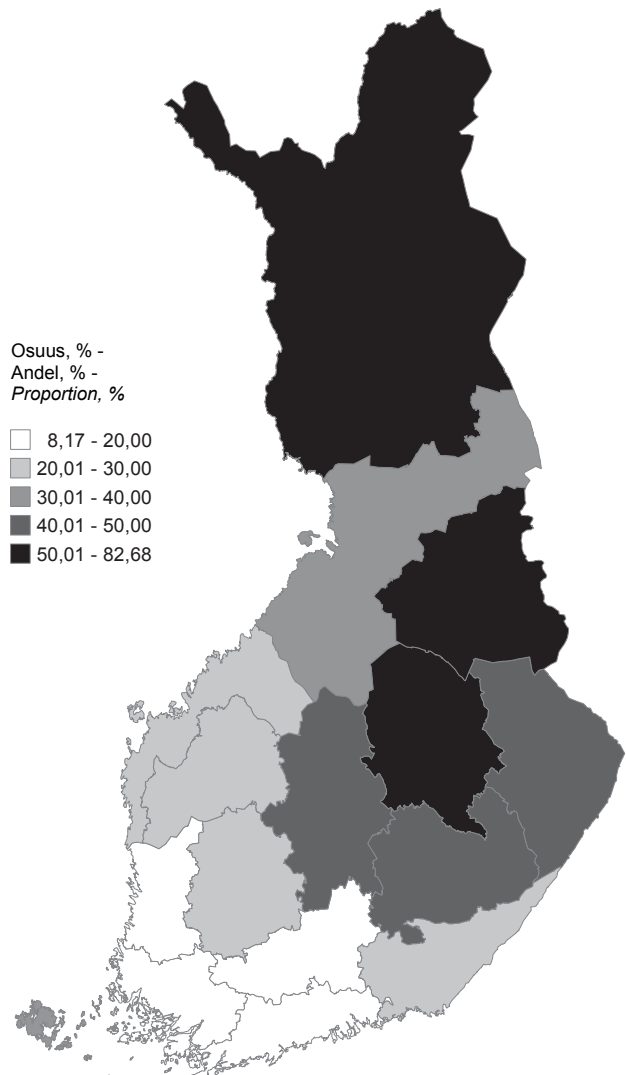 Osuus, % -
Andel, % -
Proportion, %
8,17 - 20,00
20,01 - 30,00
30,01 - 40,00
40,01 - 50,00
50,01 - 82,68